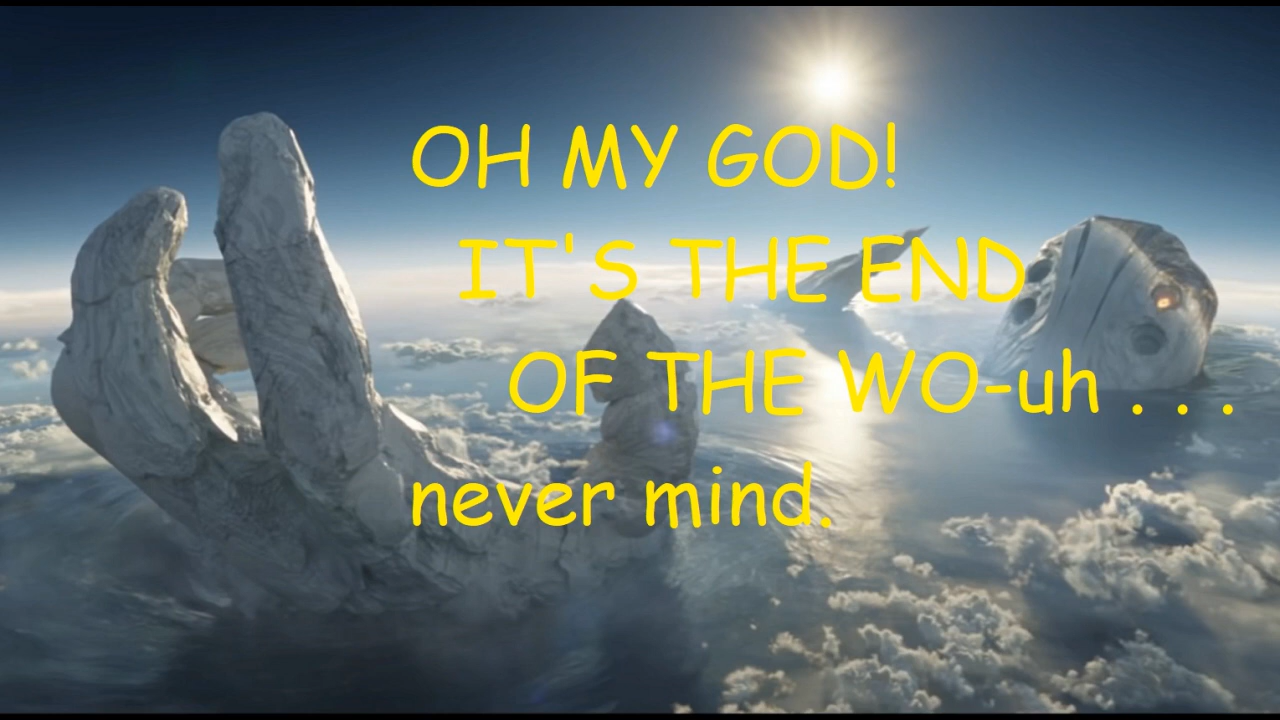 OH MY GOD!
IT'S THE END
OF THE WO-uh . . .
never mind.